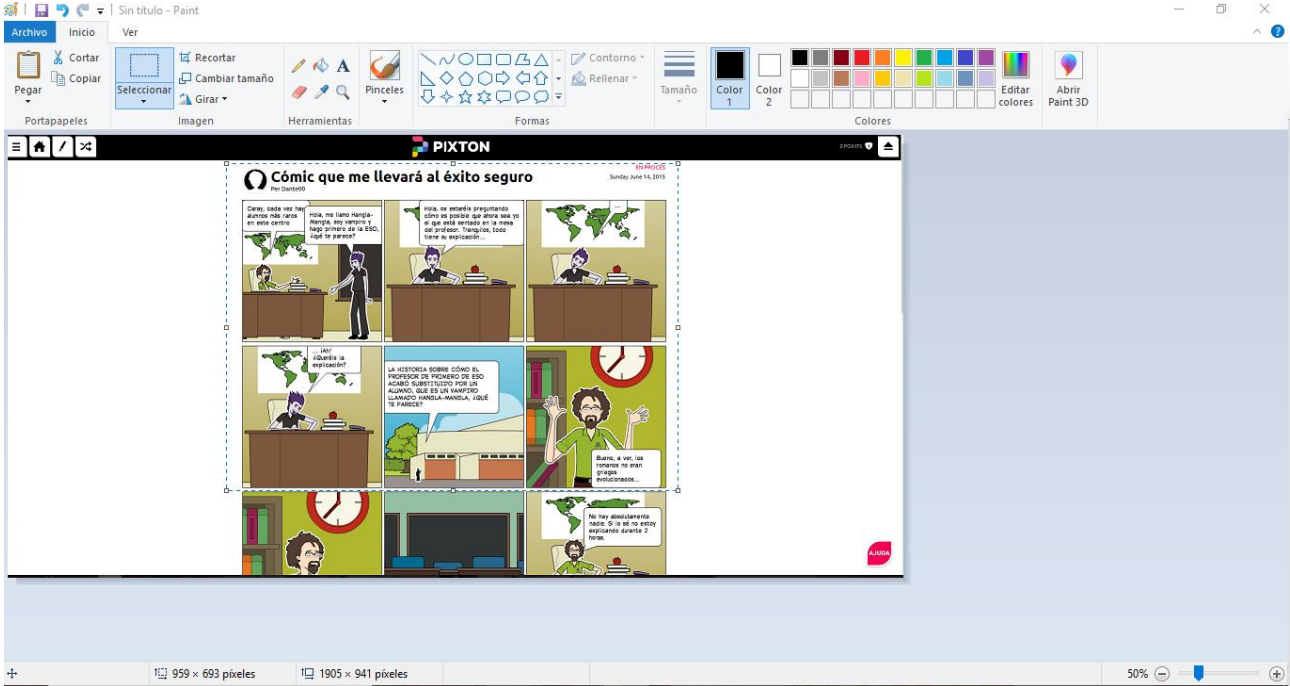 Sin título - Paint
Archivo Inicio Ver
Pegar
Cortar
Copiar
Portapapeles
Seleccionar
Recortar
Cambiar tamaño
Girar
Imagen
A
Herramientas
Pinceles
Contorno
Rellenar
Formas
Tamaño
Color 1
Color 2
Editar colores
Colores
Abrir Paint 3D
PIXTON
0 POINTS
EN PROCÉS
Cómic que me llevará al éxito seguro
Sunday June 14, 2015
Per Dante00
Caray, cada vez hay
alumnos más raros
en este centro
Hola, me llamo Hangla-
Mangla, soy vampiro y
hago primero de la ESO,
¿qué te parece?
Hola, os estaréis preguntando
cómo es posible que ahora sea yo
el que está sentado en la mesa
del profesor. Tranquilos, todo
tiene su explicación...
...
... ¡Ah!
¿Queréis la
explicación?
LA HISTORIA SOBRE CÓMO EL
PROFESOR DE PRIMERO DE ESO
ACABÓ SUBSTITUIDO POR UN
ALUMNO, QUE ES UN VAMPIRO
LLAMADO HANGLA-MANGLA, ¿QUÉ
TE PARECE?
Bueno, a ver, los
romanos no eran
griegos
evolucionados...
No hay absolutamente
nadie. Si lo sé no estoy
explicando durante 2
horas.
AJUDA
959 × 693 píxeles
1905 × 941 píxeles
50%